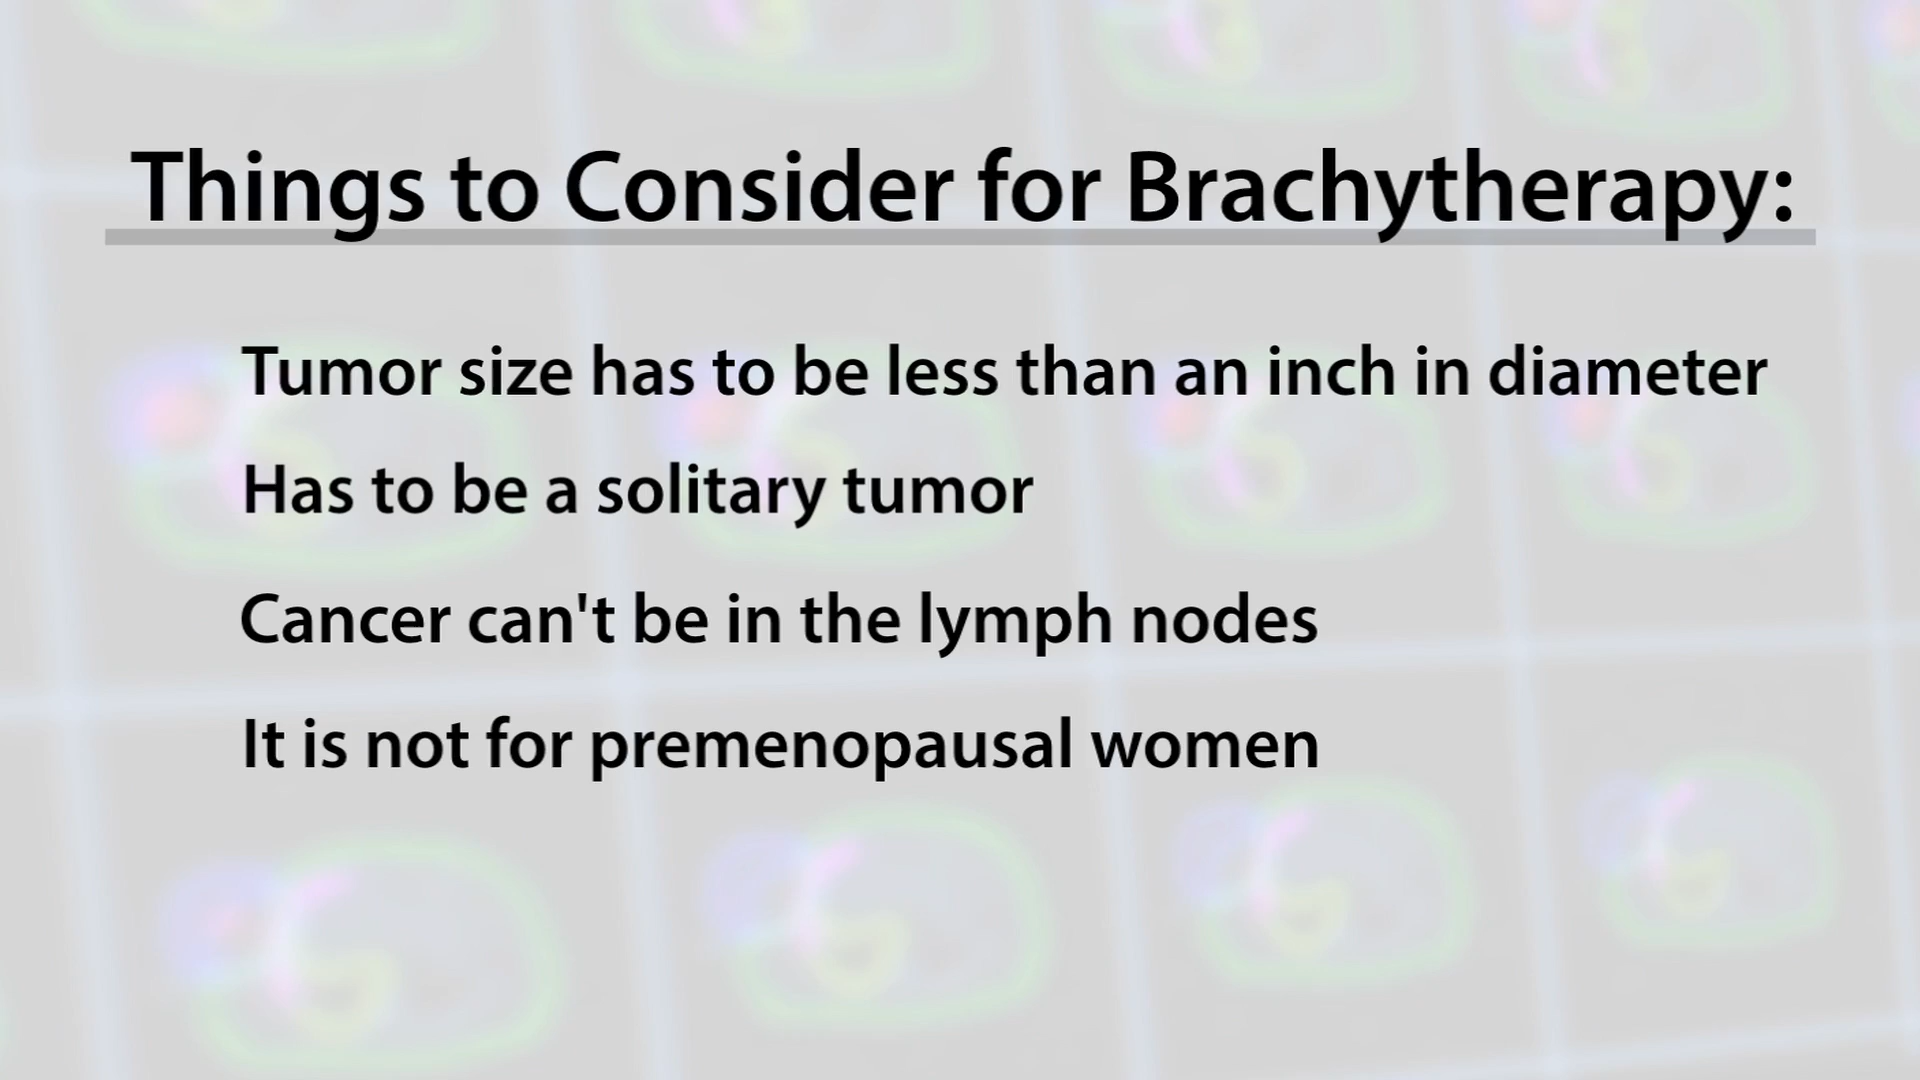 Things to Consider for Brachytherapy:
Tumor size has to be less than an inch in diameter
Has to be a solitary tumor
Cancer can't be in the lymph nodes
It is not for premenopausal women